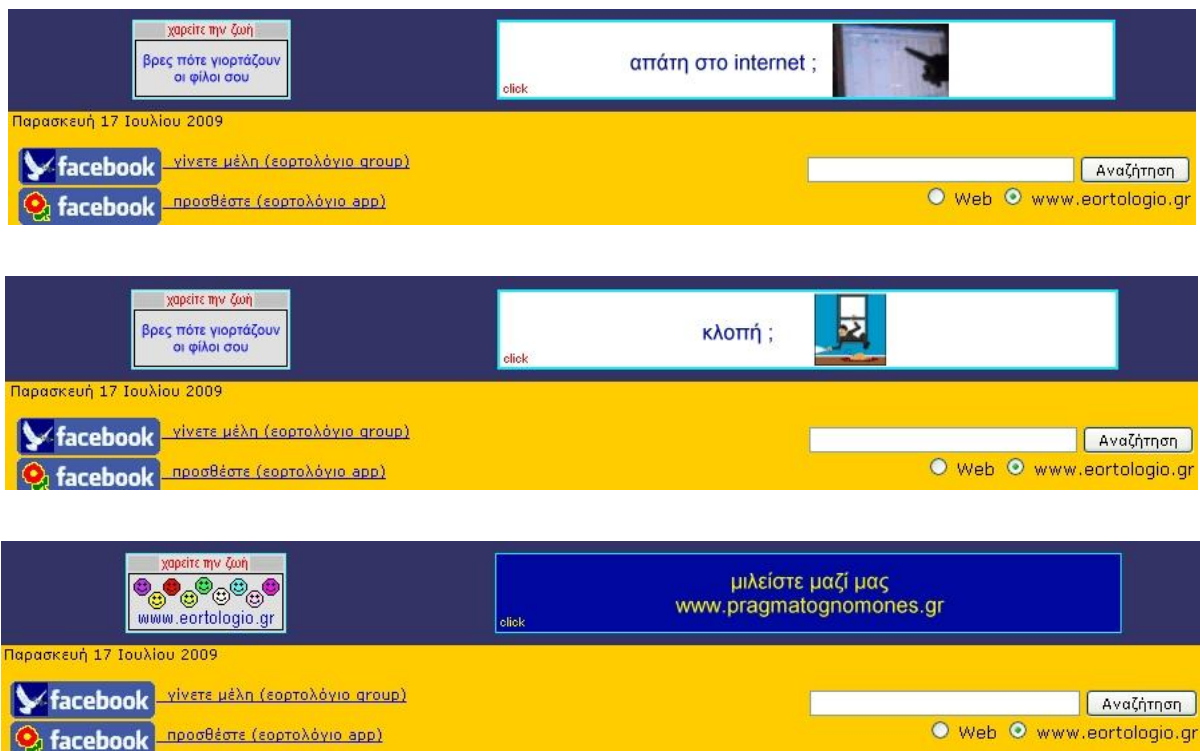 χαρείτε την ζωή
βρες πότε γιορτάζουν
οι φίλοι σου
απάτη στο internet ;
click
Παρασκευή 17 Ιουλίου 2009
facebook γίνετε μέλη (εορτολόγιο group)
Αναζήτηση
facebook προσθέστε (εορτολόγιο app)
Web www.eortologio.gr
χαρείτε την ζωή
βρες πότε γιορτάζουν
οι φίλοι σου
κλοπή ;
click
Παρασκευή 17 Ιουλίου 2009
facebook γίνετε μέλη (εορτολόγιο group)
Αναζήτηση
facebook προσθέστε (εορτολόγιο app)
Web www.eortologio.gr
χαρείτε την ζωή
www.eortologio.gr
μιλείστε μαζί μας
www.pragmatognomones.gr
click
Παρασκευή 17 Ιουλίου 2009
facebook γίνετε μέλη (εορτολόγιο group)
Αναζήτηση
facebook προσθέστε (εορτολόγιο app)
Web www.eortologio.gr